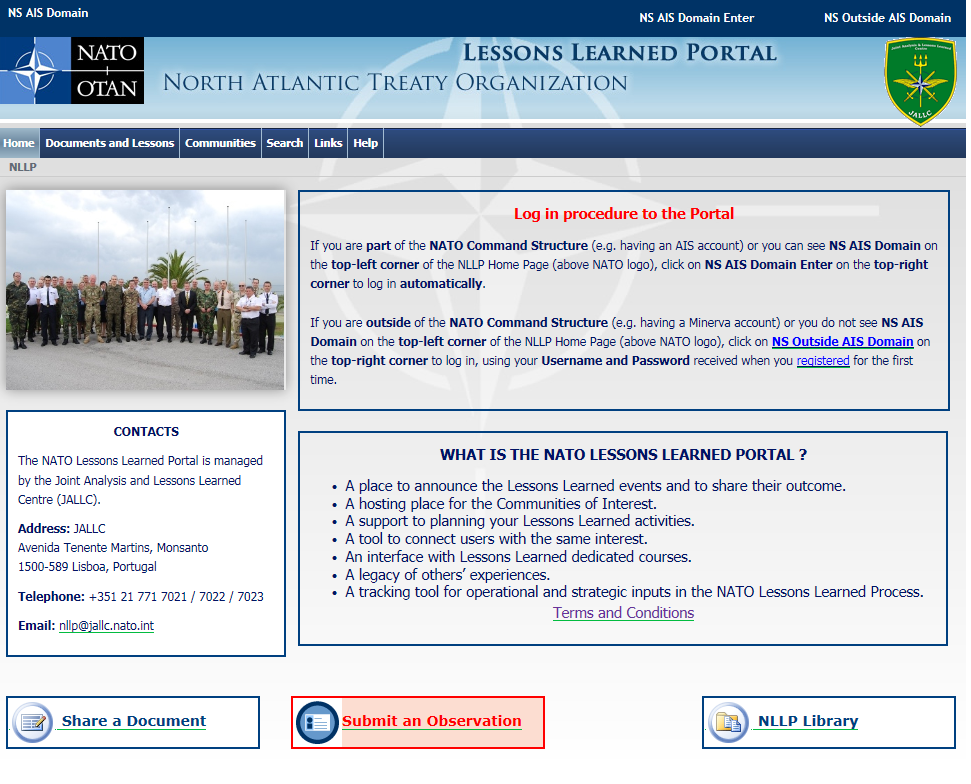 NS AIS Domain
NS AIS Domain Enter
NS Outside AIS Domain
NATO
OTAN
LESSONS LEARNED PORTAL
NORTH ATLANTIC TREATY ORGANIZATION
Joint Analysis & Lessons Learned
Centre
JALLC
Home
Documents and Lessons
Communities
Search
Links
Help
NLLP
Log in procedure to the Portal
If you are part of the NATO Command Structure (e.g. having an AIS account) or you can see NS AIS Domain on
the top-left corner of the NLLP Home Page (above NATO logo), click on NS AIS Domain Enter on the top-right
corner to log in automatically.
If you are outside of the NATO Command Structure (e.g. having a Minerva account) or you do not see NS AIS
Domain on the top-left corner of the NLLP Home Page (above NATO logo), click on NS Outside AIS Domain on
the top-right corner to log in, using your Username and Password received when you registered for the first
time.
CONTACTS
The NATO Lessons Learned Portal is managed
by the Joint Analysis and Lessons Learned
Centre (JALLC).
Address: JALLC
Avenida Tenente Martins, Monsanto
1500-589 Lisboa, Portugal
Telephone: +351 21 771 7021 / 7022 / 7023
Email: nllp@jallc.nato.int
WHAT IS THE NATO LESSONS LEARNED PORTAL ?
• A place to announce the Lessons Learned events and to share their outcome.
• A hosting place for the Communities of Interest.
• A support to planning your Lessons Learned activities.
• A tool to connect users with the same interest.
• An interface with Lessons Learned dedicated courses.
• A legacy of others’ experiences.
• A tracking tool for operational and strategic inputs in the NATO Lessons Learned Process.
Terms and Conditions
Share a Document
Submit an Observation
NLLP Library